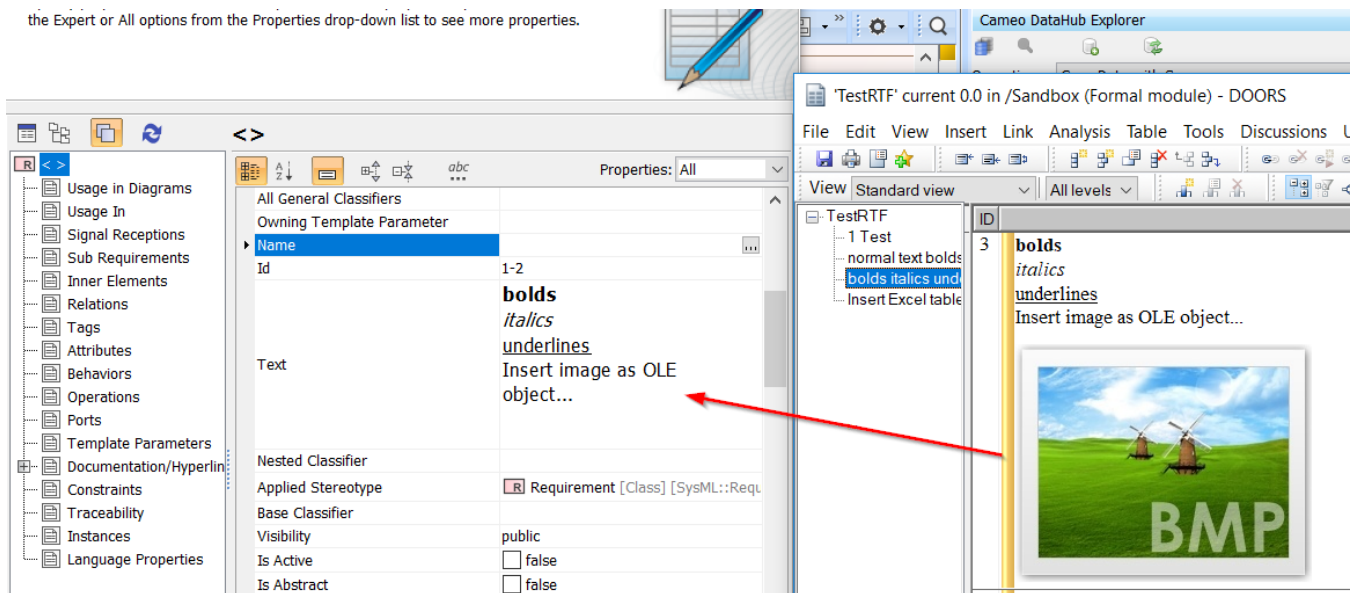 the Expert or All options from the Properties drop-down list to see more properties.
<>
R < >
Usage in Diagrams
Usage In
Signal Receptions
Sub Requirements
Inner Elements
Relations
Tags
Attributes
Behaviors
Operations
Ports
Template Parameters
Documentation/Hyperlin
Constraints
Traceability
Instances
Language Properties
abc
Properties: All
All General Classifiers
Owning Template Parameter
Name ...
Id 1-2
Text
bolds
italics
underlines
Insert image as OLE
object...
Nested Classifier
Applied Stereotype R Requirement [Class] [SysML::Requ
Base Classifier
Visibility public
Is Active false
Is Abstract false
Cameo DataHub Explorer
'TestRTF' current 0.0 in /Sandbox (Formal module) - DOORS
File Edit View Insert Link Analysis Table Tools Discussions
View Standard view All levels
TestRTF
1 Test
normal text bolds
bolds italics unde
Insert Excel table
ID
3
bolds
italics
underlines
Insert image as OLE object...
BMP